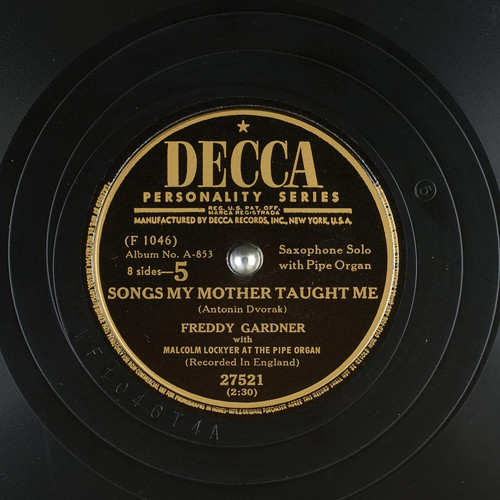 DECCA
PERSONALITY SERIES
REG. U.S. PAT. OFF.
MARCA REGISTRADA
MANUFACTURED BY DECCA RECORDS, INC., NEW YORK, U.S.A.
(F 1046)
Album No. A-853
8 sides—5
Saxophone Solo
with Pipe Organ
SONGS MY MOTHER TAUGHT ME
(Antonin Dvorak)
FREDDY GARDNER
with
MALCOLM LOCKYER AT THE PIPE ORGAN
(Recorded in England)
27521
(2:30)
F1046T4A
5